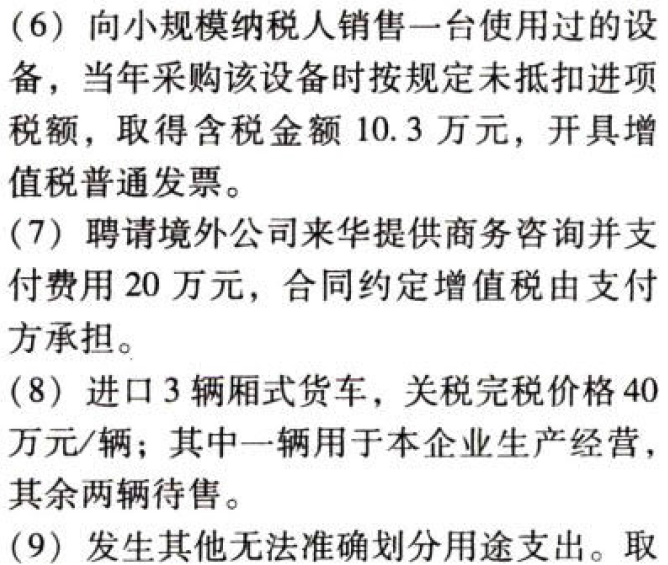 (6) 向小规模纳税人销售一台使用过的设
备，当年采购该设备时按规定未抵扣进项
税额，取得含税金额 10.3 万元，开具增
值税普通发票。
(7) 聘请境外公司来华提供商务咨询并支
付费用 20 万元，合同约定增值税由支付
方承担。
(8) 进口 3 辆厢式货车，关税完税价格 40
万元/辆；其中一辆用于本企业生产经营，
其余两辆待售。
(9) 发生其他无法准确划分用途支出。取